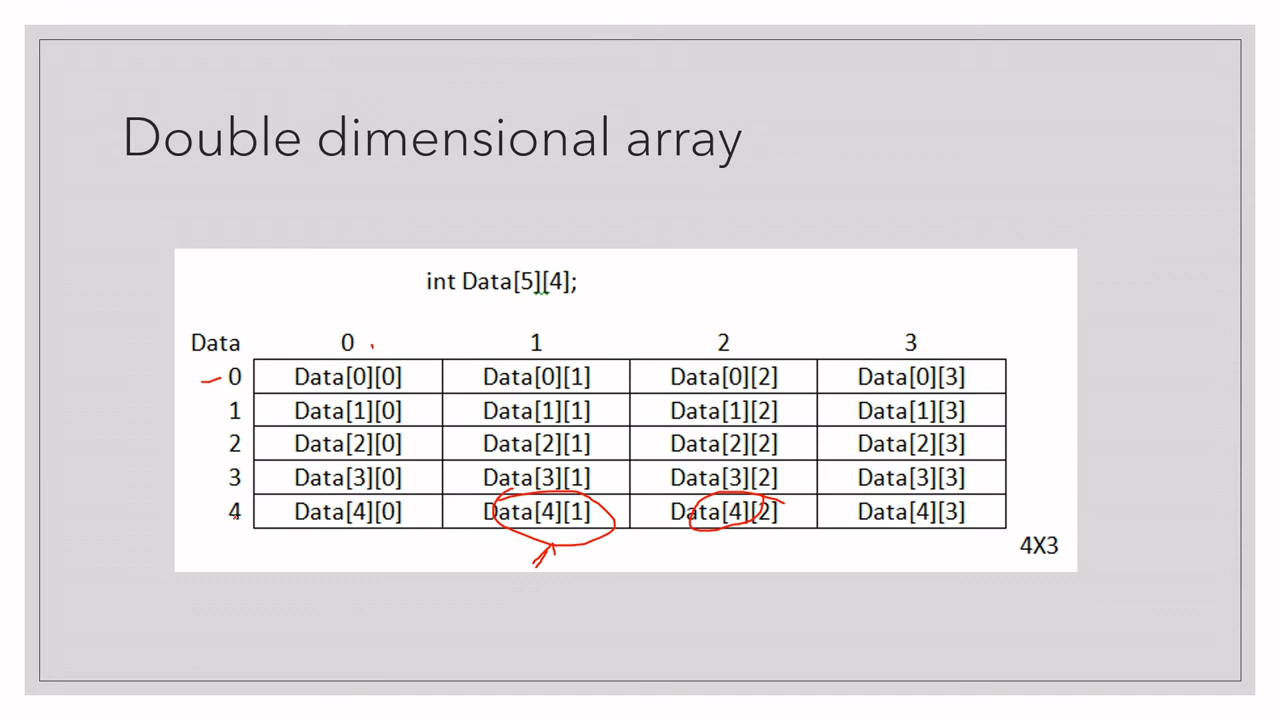 Double dimensional array
int Data[5][4];
Data 0 1 2 3
0 Data[0][0] Data[0][1] Data[0][2] Data[0][3]
1 Data[1][0] Data[1][1] Data[1][2] Data[1][3]
2 Data[2][0] Data[2][1] Data[2][2] Data[2][3]
3 Data[3][0] Data[3][1] Data[3][2] Data[3][3]
4 Data[4][0] Data[4][1] Data[4][2] Data[4][3]
4X3